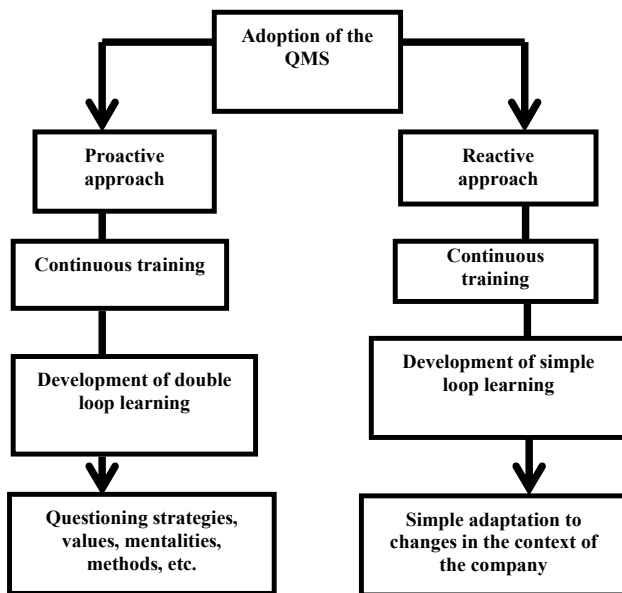 Adoption of the
QMS
Proactive
approach
Reactive
approach
Continuous training
Continuous
training
Development of double
loop learning
Development of simple
loop learning
Questioning strategies,
values, mentalities,
methods, etc.
Simple adaptation to
changes in the context of
the company